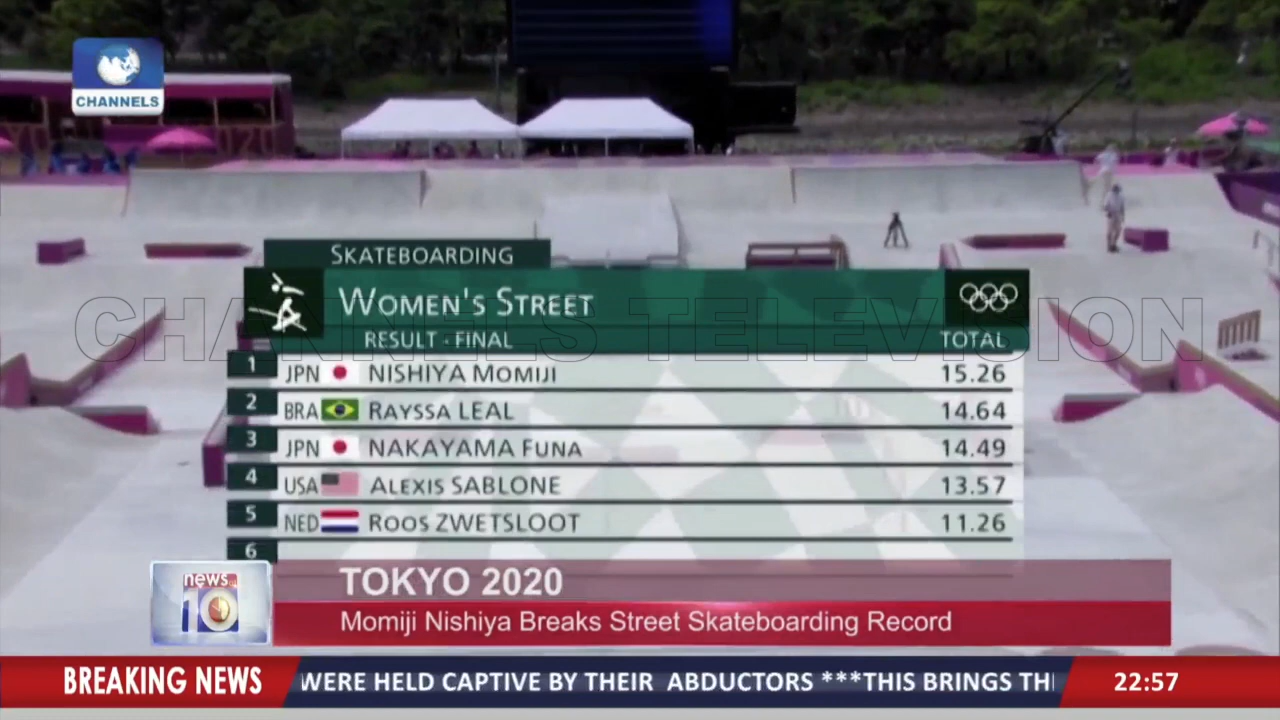 CHANNELS
SKATEBOARDING
WOMEN'S STREET
RESULT - FINAL TOTAL
CHANNELS TELEVISION
1 JPN NISHIYA MOMIJI 15.26
2 BRA RAYSSA LEAL 14.64
3 JPN NAKAYAMA FUNA 14.49
4 USA ALEXIS SABLONE 13.57
5 NED ROOS ZWETSLOOT 11.26
6
news
10
TOKYO 2020
Momiji Nishiya Breaks Street Skateboarding Record
BREAKING NEWS WERE HELD CAPTIVE BY THEIR ABDUCTORS ***THIS BRINGS 22:57